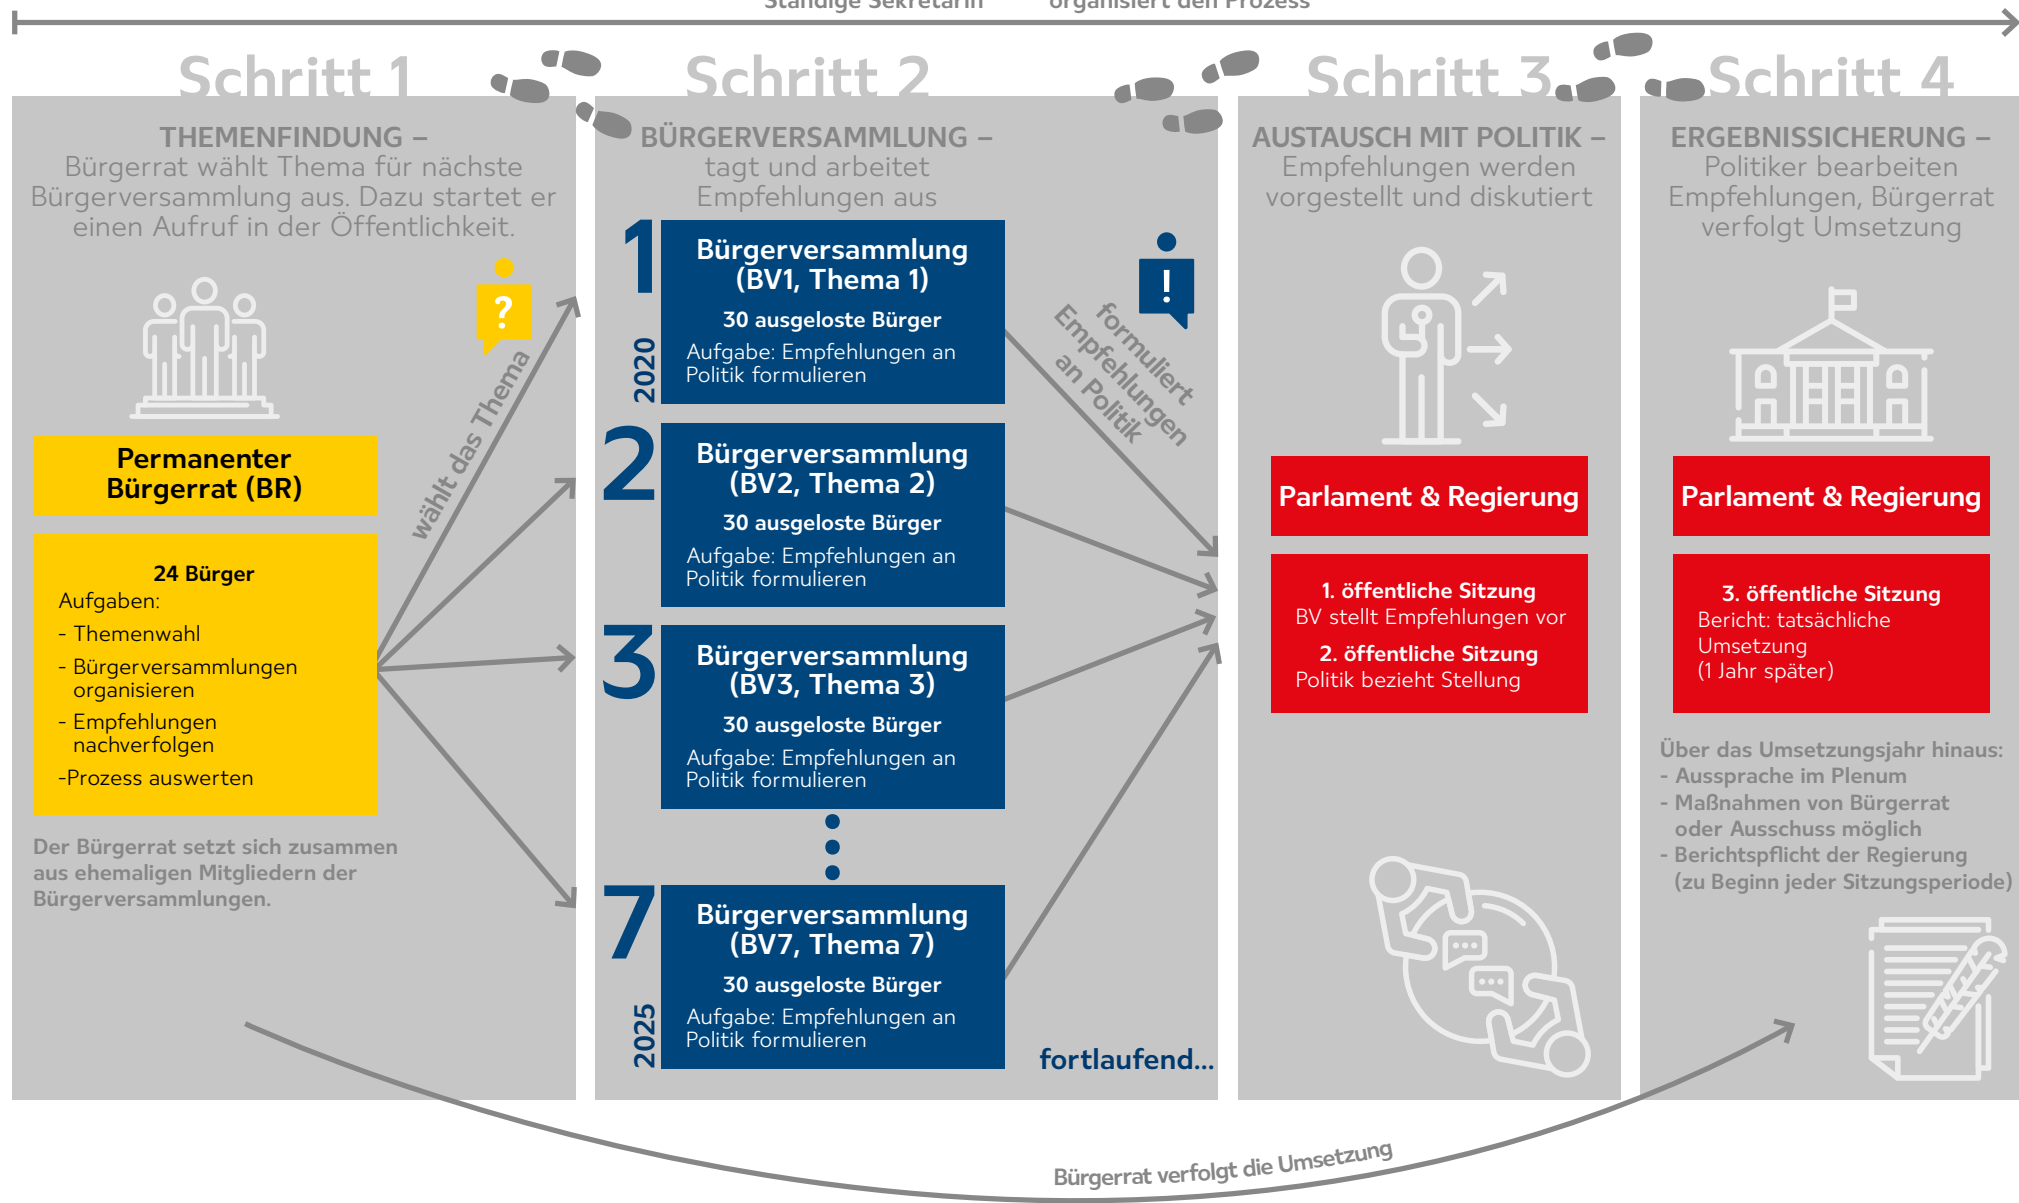 Ständige Sekretärin organisiert den Prozess
Schritt 1
THEMENFINDUNG –
Bürgerrat wählt Thema für nächste
Bürgerversammlung aus. Dazu startet er
einen Aufruf in der Öffentlichkeit.
?
wählt das Thema
Permanenter
Bürgerrat (BR)
24 Bürger
Aufgaben:
- Themenwahl
- Bürgerversammlungen
organisieren
- Empfehlungen
nachverfolgen
-Prozess auswerten
Der Bürgerrat setzt sich zusammen
aus ehemaligen Mitgliedern der
Bürgerversammlungen.
Schritt 2
BÜRGERVERSAMMLUNG –
tagt und arbeitet
Empfehlungen aus
1
2020
Bürgerversammlung
(BV1, Thema 1)
30 ausgeloste Bürger
Aufgabe: Empfehlungen an
Politik formulieren
2
Bürgerversammlung
(BV2, Thema 2)
30 ausgeloste Bürger
Aufgabe: Empfehlungen an
Politik formulieren
3
Bürgerversammlung
(BV3, Thema 3)
30 ausgeloste Bürger
Aufgabe: Empfehlungen an
Politik formulieren
7
2025
Bürgerversammlung
(BV7, Thema 7)
30 ausgeloste Bürger
Aufgabe: Empfehlungen an
Politik formulieren
!
formuliert
Empfehlungen
an Politik
fortlaufend...
Schritt 3
AUSTAUSCH MIT POLITIK –
Empfehlungen werden
vorgestellt und diskutiert
Parlament & Regierung
1. öffentliche Sitzung
BV stellt Empfehlungen vor
2. öffentliche Sitzung
Politik bezieht Stellung
Schritt 4
ERGEBNISSICHERUNG –
Politiker bearbeiten
Empfehlungen, Bürgerrat
verfolgt Umsetzung
Parlament & Regierung
3. öffentliche Sitzung
Bericht: tatsächliche
Umsetzung
(1 Jahr später)
Über das Umsetzungsjahr hinaus:
- Aussprache im Plenum
- Maßnahmen von Bürgerrat
oder Ausschuss möglich
- Berichtspflicht der Regierung
(zu Beginn jeder Sitzungsperiode)
Bürgerrat verfolgt die Umsetzung